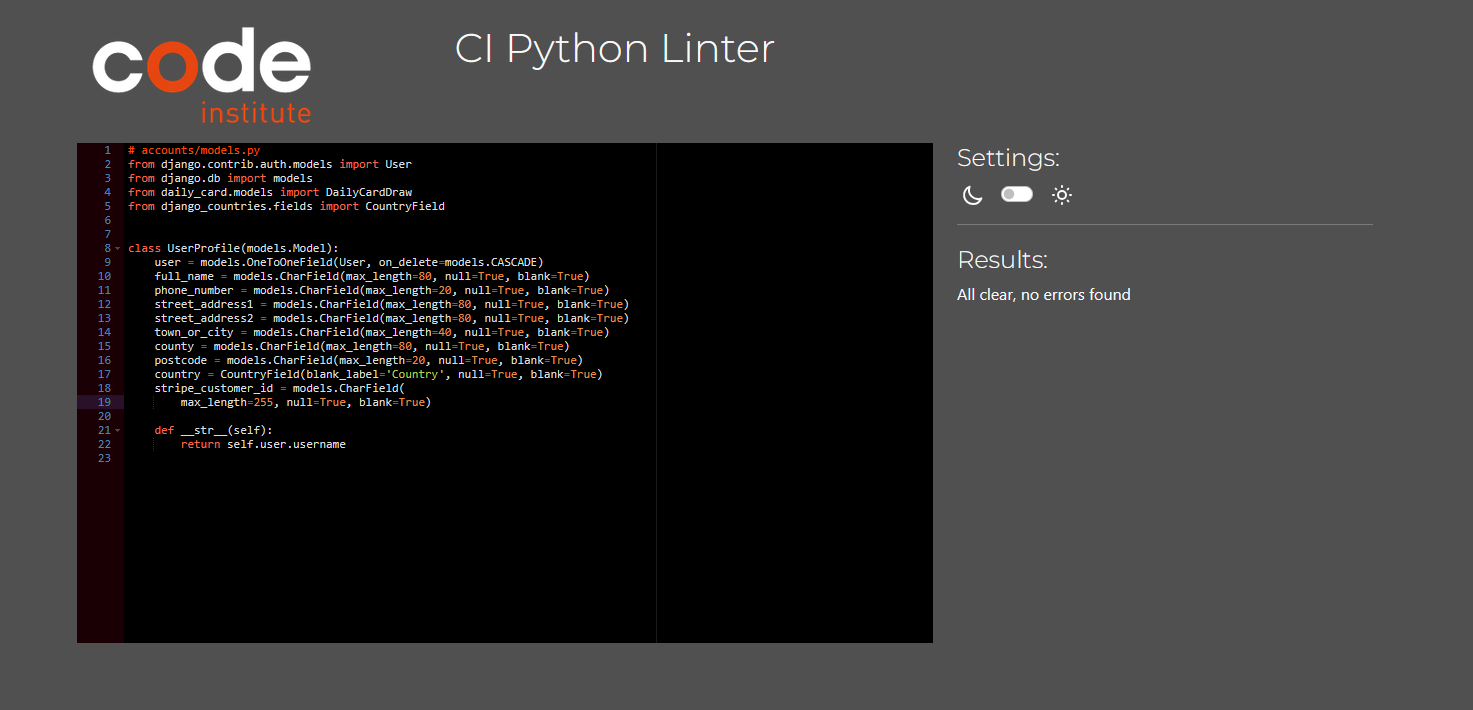 code
institute
CI Python Linter
1 # accounts/models.py
2 from django.contrib.auth.models import User
3 from django.db import models
4 from daily_card.models import DailyCardDraw
5 from django_countries.fields import CountryField
6
7
8 class UserProfile(models.Model):
9     user = models.OneToOneField(User, on_delete=models.CASCADE)
10     full_name = models.CharField(max_length=80, null=True, blank=True)
11     phone_number = models.CharField(max_length=20, null=True, blank=True)
12     street_address1 = models.CharField(max_length=80, null=True, blank=True)
13     street_address2 = models.CharField(max_length=80, null=True, blank=True)
14     town_or_city = models.CharField(max_length=40, null=True, blank=True)
15     county = models.CharField(max_length=80, null=True, blank=True)
16     postcode = models.CharField(max_length=20, null=True, blank=True)
17     country = CountryField(blank_label='Country', null=True, blank=True)
18     stripe_customer_id = models.CharField(
19         max_length=255, null=True, blank=True)
20
21     def __str__(self):
22         return self.user.username
23
Settings:
Results:
All clear, no errors found